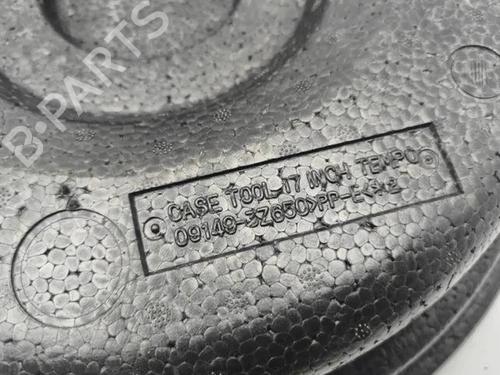 B·PARTS
CASE TOOL-17 INCH TEMPO
09149-3Z650 >PP-E<